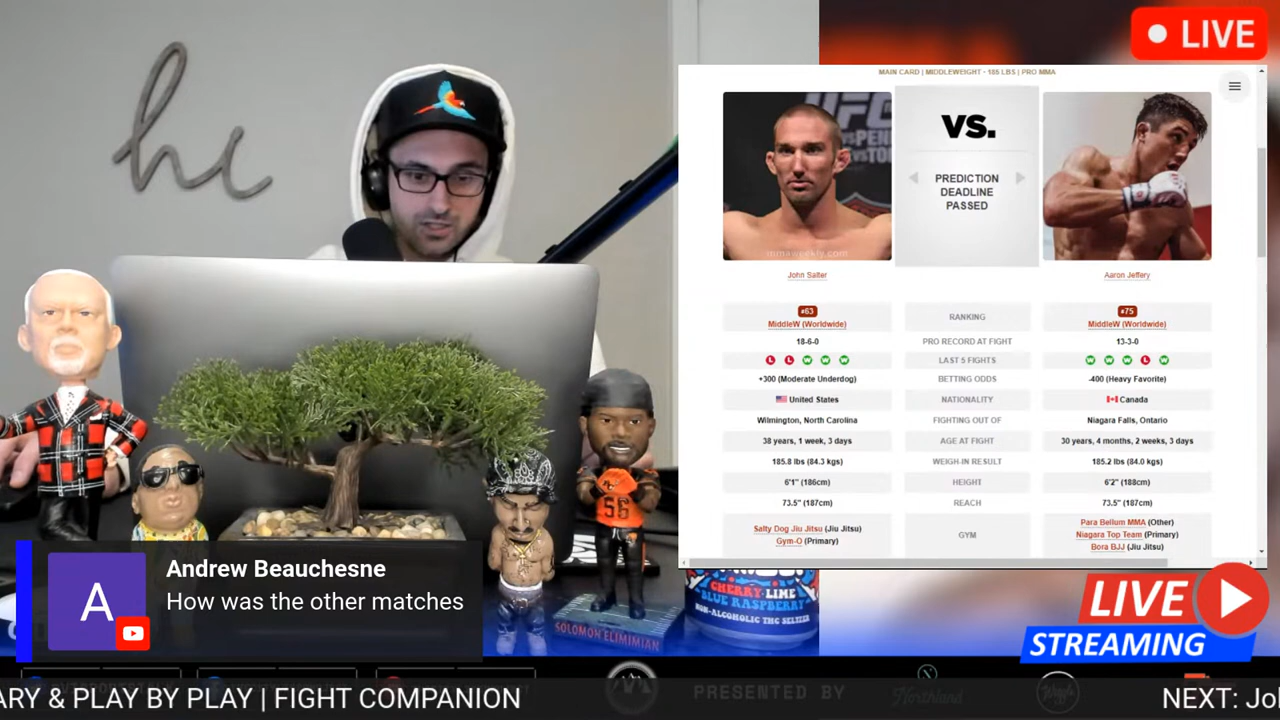 hi
LIVE
MAIN CARD | MIDDLEWEIGHT - 185 LBS | PRO MMA
VS.
PREDICTION
DEADLINE
PASSED
mmaweekly.com
John Salter
Aaron Jeffery
#63
MiddleW (Worldwide)
RANKING
#75
MiddleW (Worldwide)
18-6-0
PRO RECORD AT FIGHT
13-3-0
L L W W W
LAST 5 FIGHTS
W W W L W
+300 (Moderate Underdog)
BETTING ODDS
-400 (Heavy Favorite)
United States
NATIONALITY
Canada
Wilmington, North Carolina
FIGHTING OUT OF
Niagara Falls, Ontario
38 years, 1 week, 3 days
AGE AT FIGHT
30 years, 4 months, 2 weeks, 3 days
185.8 lbs (84.3 kgs)
WEIGH-IN RESULT
185.2 lbs (84.0 kgs)
6'1" (186cm)
HEIGHT
6'2" (188cm)
73.5" (187cm)
REACH
73.5" (187cm)
Salty Dog Jiu Jitsu (Jiu Jitsu)
Gym-O (Primary)
GYM
Para Bellum MMA (Other)
Niagara Top Team (Primary)
Bora BJJ (Jiu Jitsu)
56
SOLOMON ELIMIMIAN
CHERRY-LIME
BLUE RASPBERRY
NON-ALCOHOLIC THC SELTZER
A
Andrew Beauchesne
How was the other matches
LIVE
STREAMING
PRESENTED BY
Northland
ARY & PLAY BY PLAY | FIGHT COMPANION
NEXT: Jo